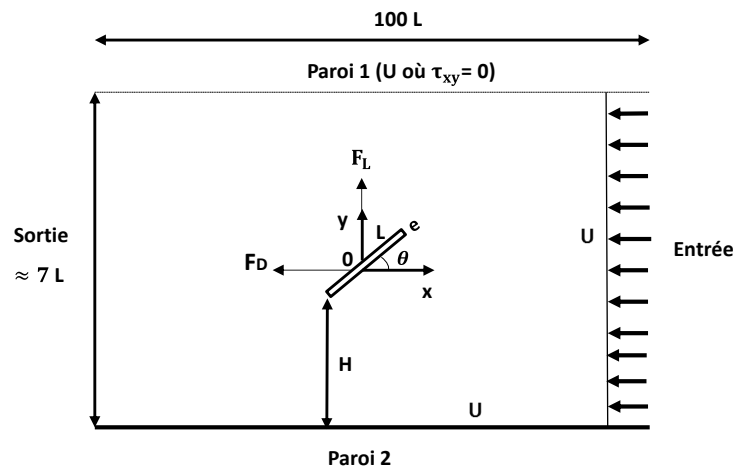 100 L
Paroi 1 (U où τxy= 0)
FL
y
L
e
Sortie
≈ 7 L
U
Entrée
FD
0
θ
x
H
U
Paroi 2